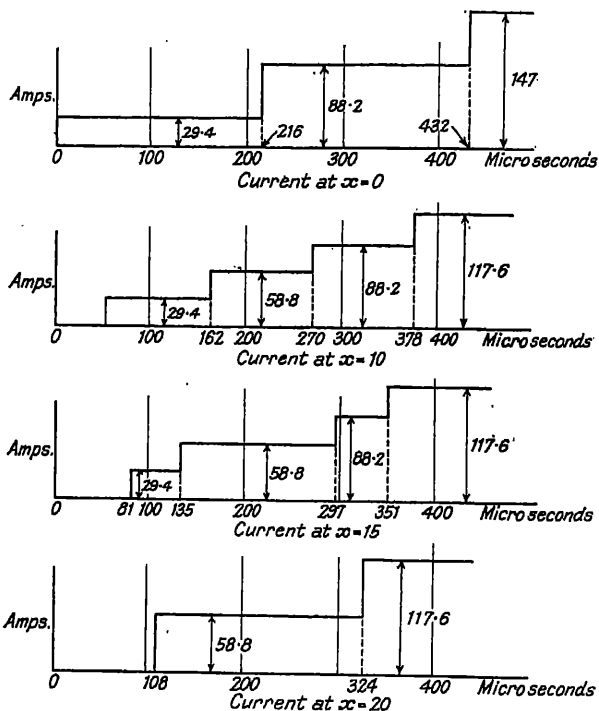 Amps.
29·4
88·2
147·
216
432
0 100 200 300 400 Micro seconds
Current at x=0
Amps.
29·4
58·8
88·2
117·6
0 100 162 200 270 300 378 400 Micro seconds
Current at x=10
Amps.
29·4
58·8
88·2
117·6
0 81 100 135 200 297 351 400 Micro seconds
Current at x=15
Amps.
58·8
117·6
0 108 200 324 400 Micro seconds
Current at x=20